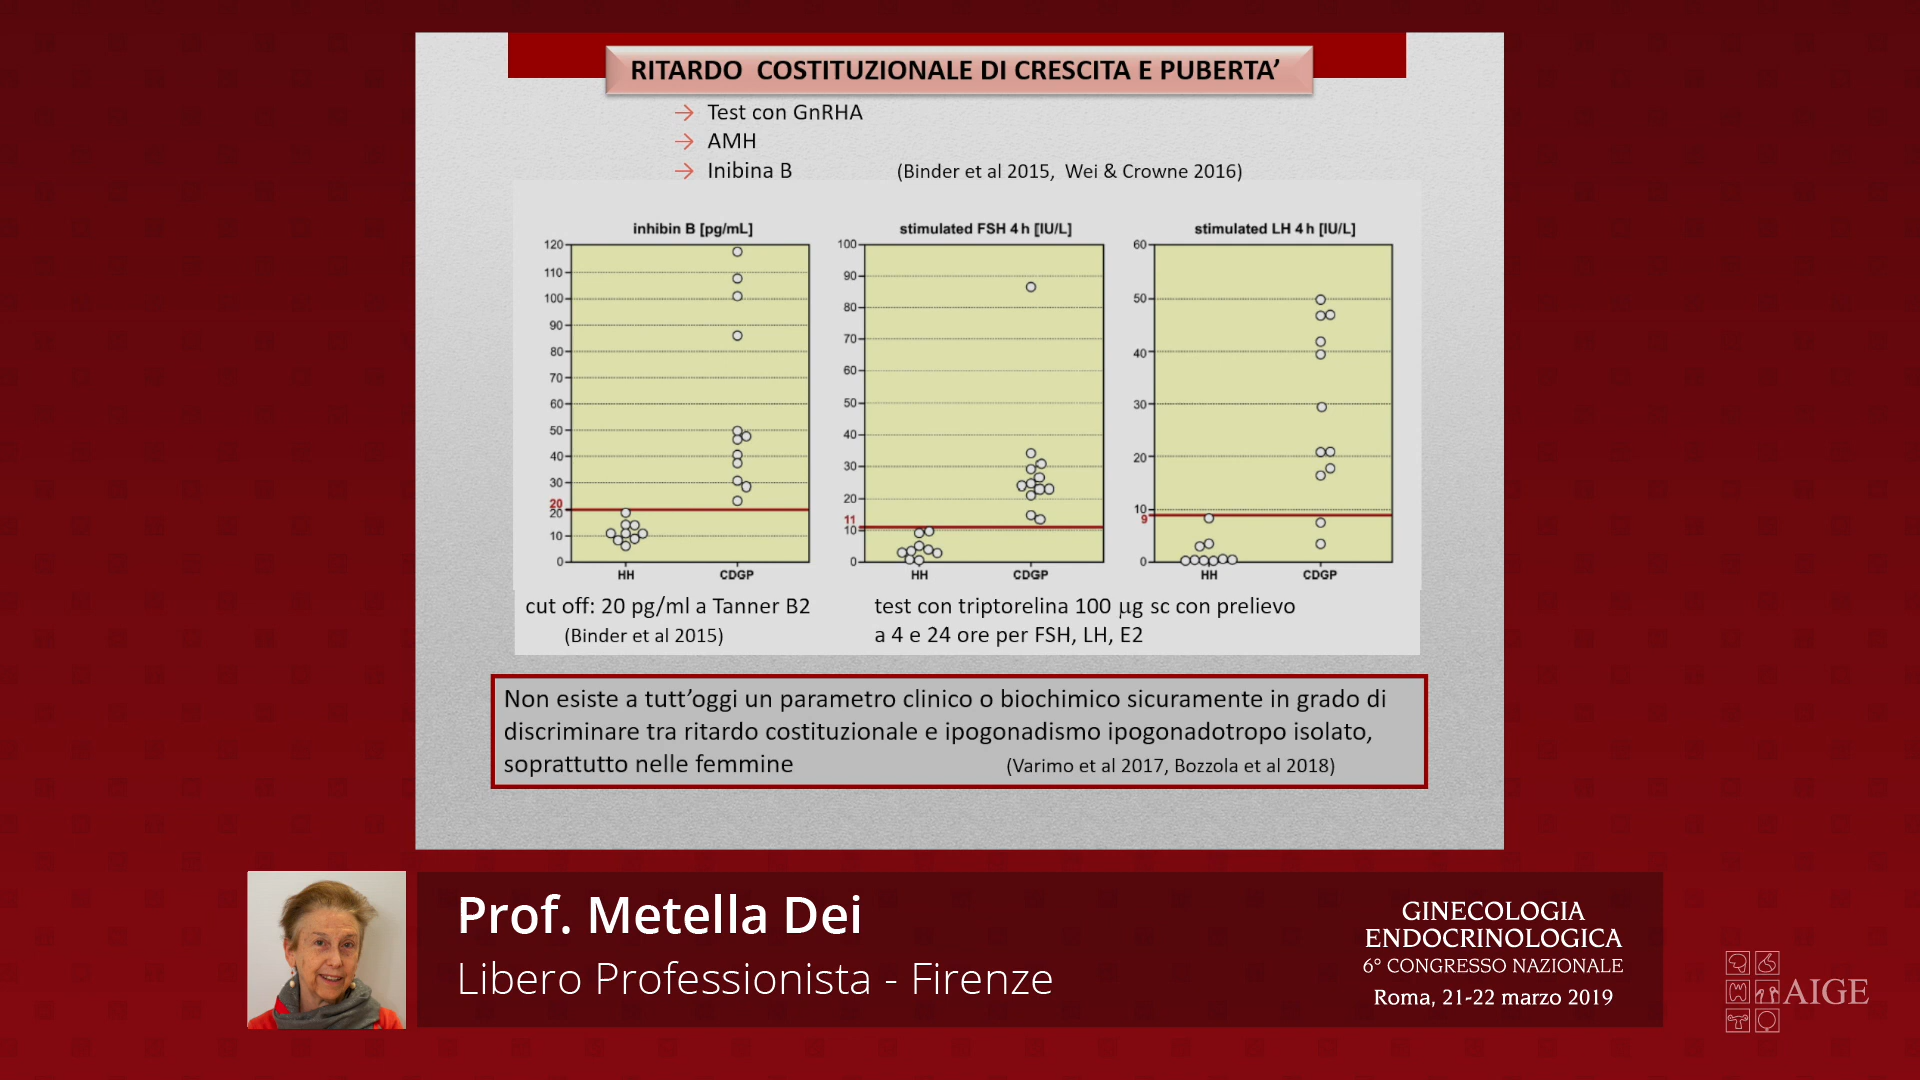 RITARDO COSTITUZIONALE DI CRESCITA E PUBERTA’
→ Test con GnRHA
→ AMH
→ Inibina B (Binder et al 2015, Wei & Crowne 2016)
inhibin B [pg/mL]
120
110
100
90
80
70
60
50
40
30
20
20
10
0
HH CDGP
stimulated FSH 4 h [IU/L]
100
90
80
70
60
50
40
30
20
11
10
0
HH CDGP
stimulated LH 4 h [IU/L]
60
50
40
30
20
10
9
0
HH CDGP
cut off: 20 pg/ml a Tanner B2
(Binder et al 2015)
test con triptorelina 100 µg sc con prelievo
a 4 e 24 ore per FSH, LH, E2
Non esiste a tutt’oggi un parametro clinico o biochimico sicuramente in grado di
discriminare tra ritardo costituzionale e ipogonadismo ipogonadotropo isolato,
soprattutto nelle femmine (Varimo et al 2017, Bozzola et al 2018)
Prof. Metella Dei
Libero Professionista - Firenze
GINECOLOGIA
ENDOCRINOLOGICA
6° CONGRESSO NAZIONALE
Roma, 21-22 marzo 2019
AIGE